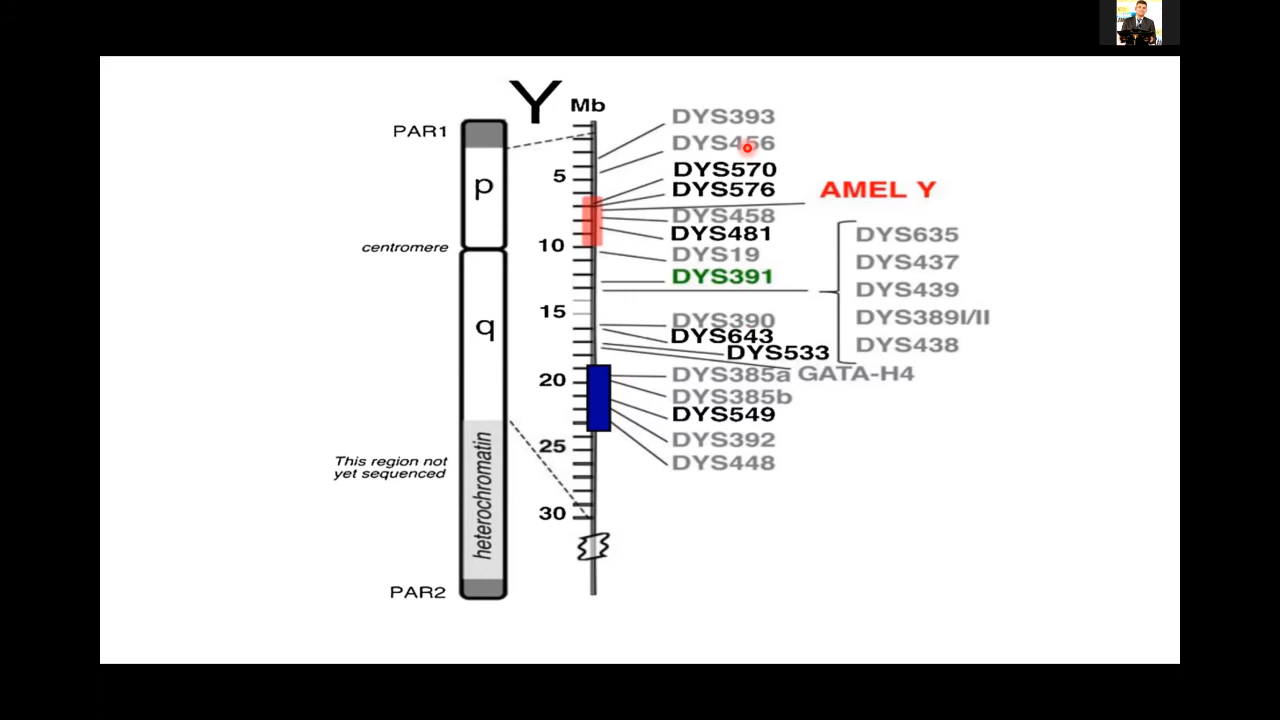 Y
Mb
PAR1
p
centromere
q
heterochromatin
This region not
yet sequenced
PAR2
5
10
15
20
25
30
DYS393
DYS456
DYS570
DYS576
AMEL Y
DYS458
DYS481
DYS19
DYS391
DYS635
DYS437
DYS439
DYS389I/II
DYS438
DYS390
DYS643
DYS533
DYS385a GATA-H4
DYS385b
DYS549
DYS392
DYS448